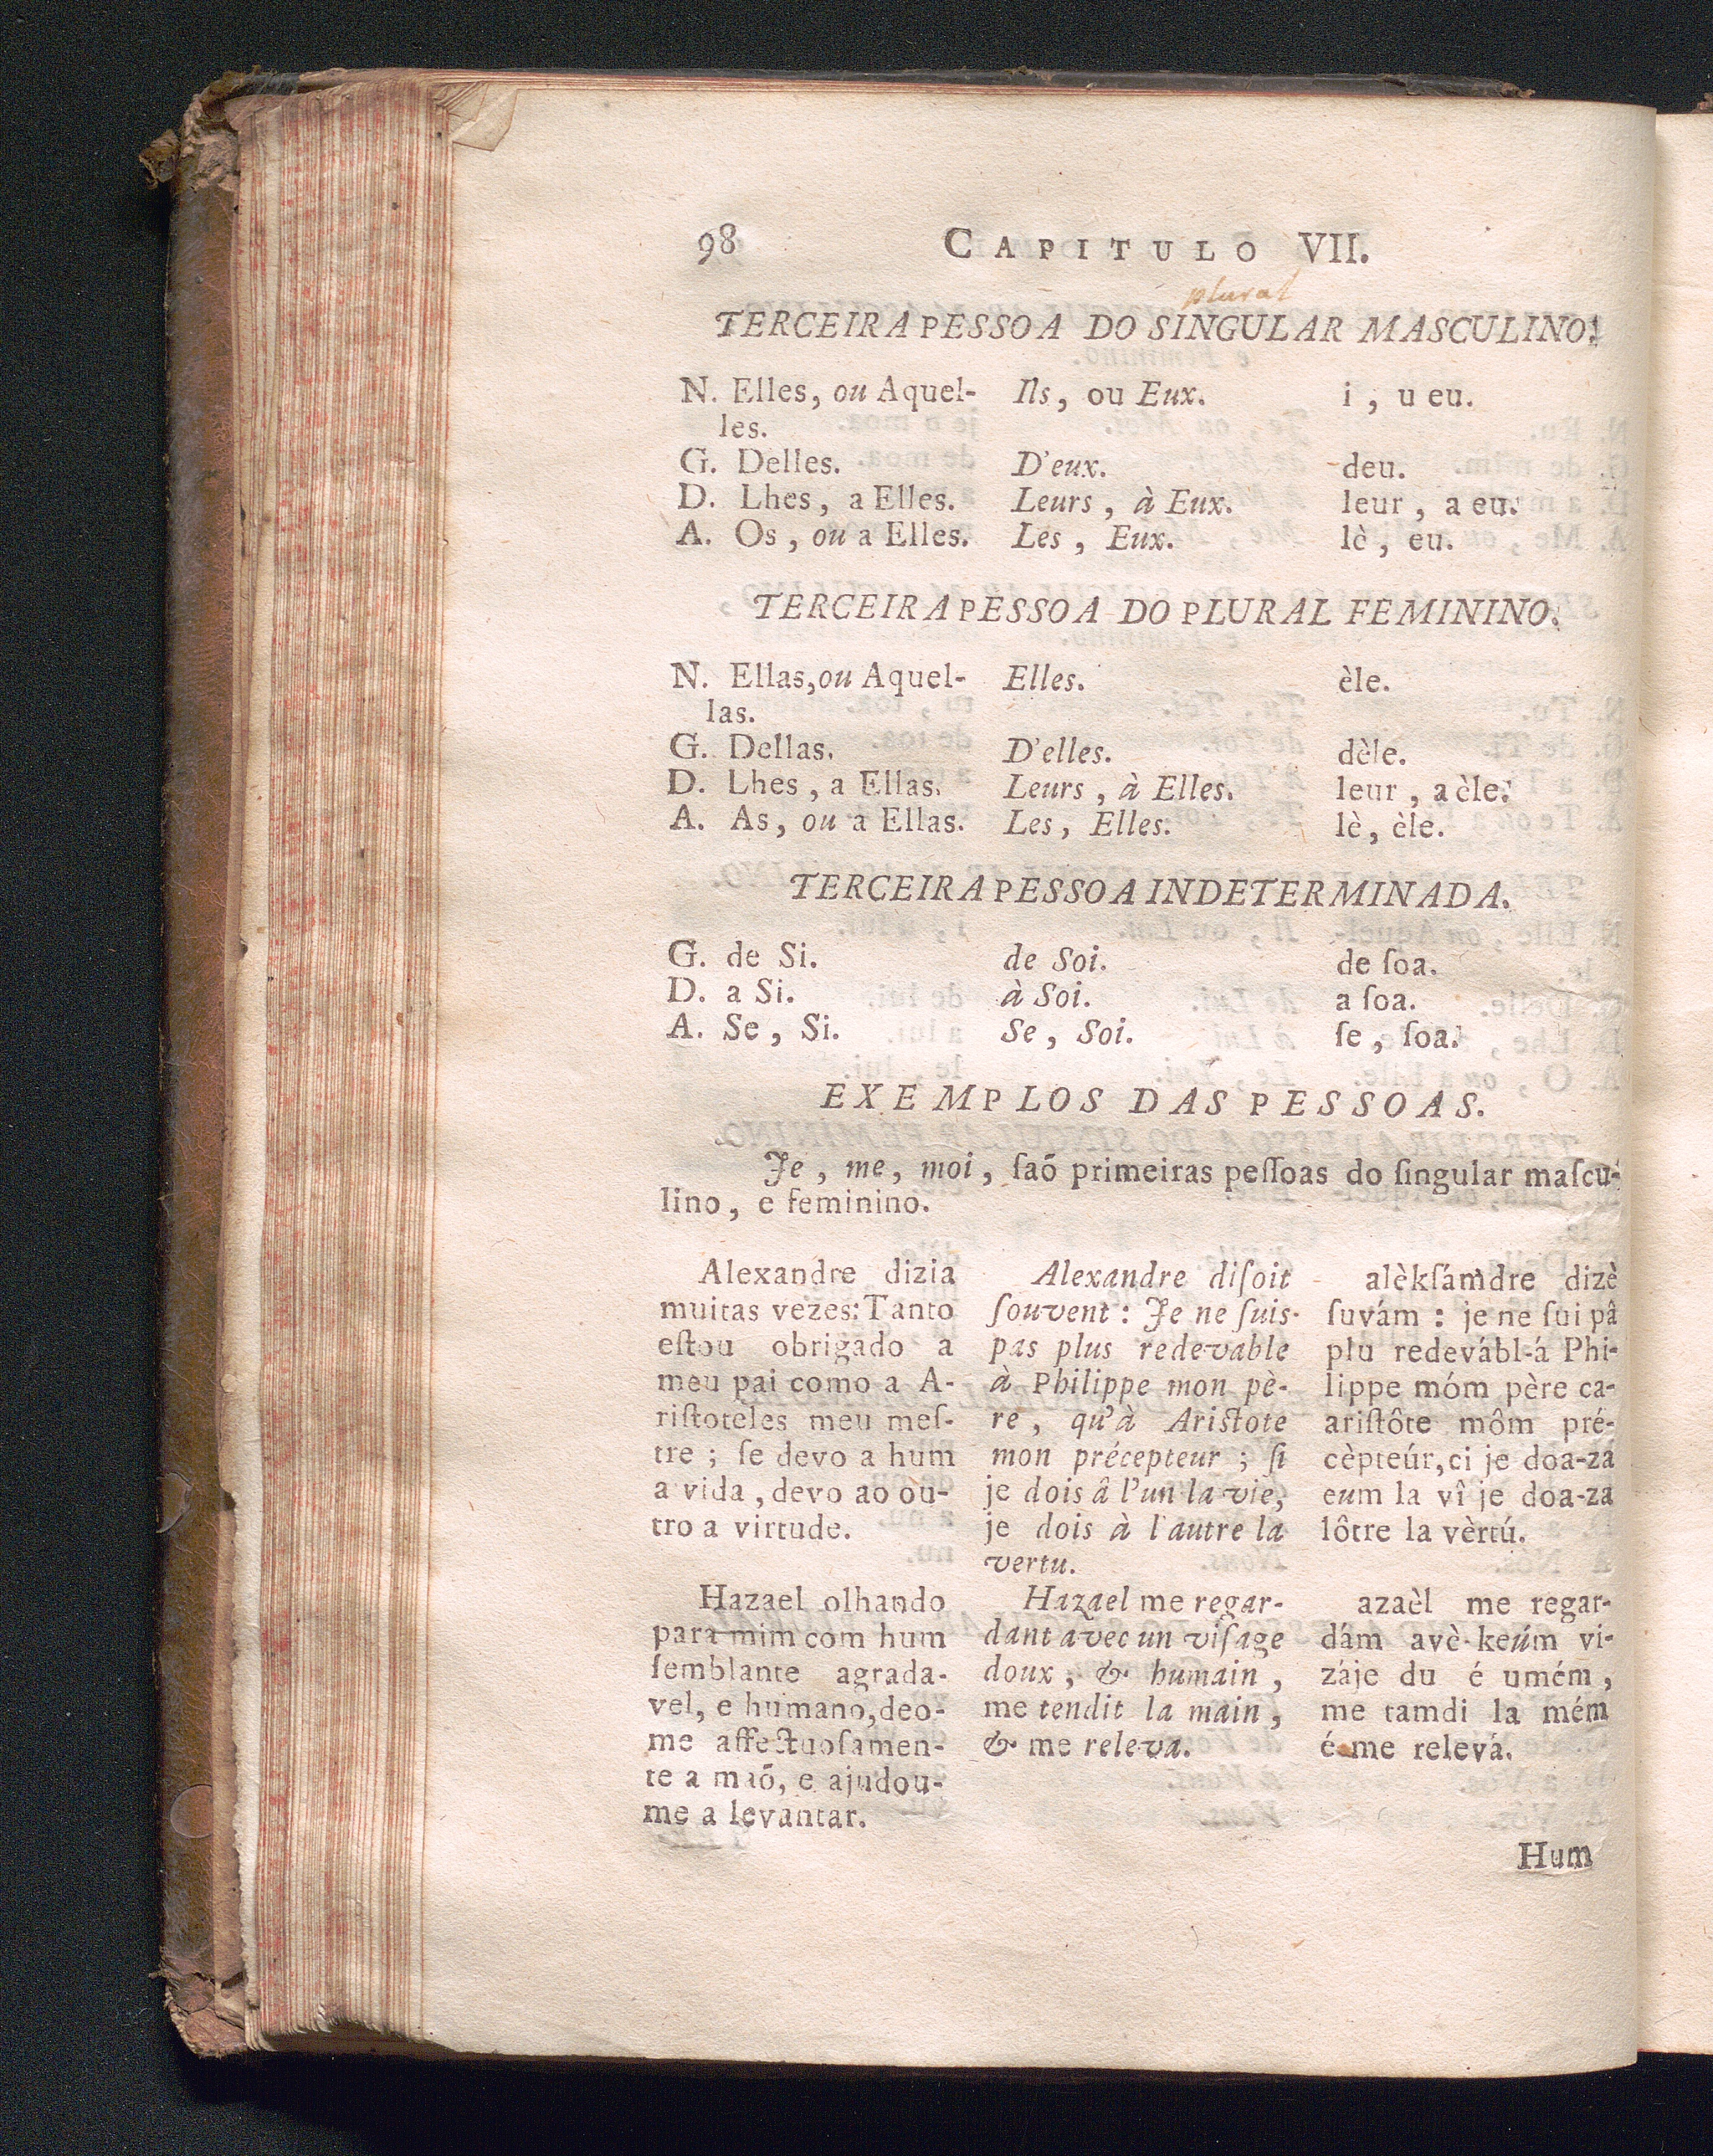 98 CAPITULO VII.
plural
TERCEIRA PESSOA DO SINGULAR MASCULINO.
N. Elles, ou Aquel- Ils, ou Eux. i, u eu.
les.
G. Delles. D'eux. deu.
D. Lhes, a Elles. Leurs, à Eux. leur, a eu.
A. Os, ou a Elles. Les, Eux. lè, eu.
TERCEIRA PESSOA DO PLURAL FEMININO.
N. Ellas, ou Aquel- Elles. èle.
las.
G. Dellas. D'elles. dèle.
D. Lhes, a Ellas. Leurs, à Elles. leur, a èle.
A. As, ou a Ellas. Les, Elles. lè, èle.
TERCEIRA PESSOA INDETERMINADA.
G. de Si. de Soi. de ſoa.
D. a Si. à Soi. a ſoa.
A. Se, Si. Se, Soi. ſe, ſoa.
EXEMPLOS DAS PESSOAS.
Je, me, moi, ſaõ primeiras peſſoas do ſingular maſcu-
lino, e feminino.
Alexandre dizia
muitas vezes: Tanto
eſtou obrigado a
meu pai como a A-
riſtoteles meu meſ-
tre; ſe devo a hum
a vida, devo ao ou-
tro a virtude.
Alexandre diſoit
ſouvent: Je ne ſuis
pas plus redevable
à Philippe mon pè-
re, qu'à Ariſtote
mon précepteur; ſi
je dois â l'un la vie,
je dois à l'autre la
vertu.
alèkſámdre dizè
ſuvám: je ne ſui pâ
plu redevábl-á Phi-
lippe móm père ca-
ariſtôte môm pré-
cèpteúr, ci je doa-za
eum la vî je doa-za
lôtre la vèrtú.
Hazael olhando
para mim com hum
ſemblante agrada-
vel, e humano, deo-
me affectuoſamen-
te a maõ, e ajudou-
me a levantar.
Hazael me regar-
dant avec un viſage
doux, & humain,
me tendit la main,
& me releva.
azaèl me regar-
dám avè-keúm vi-
záje du é umém,
me tamdi la mém
é me relevá.
Hum